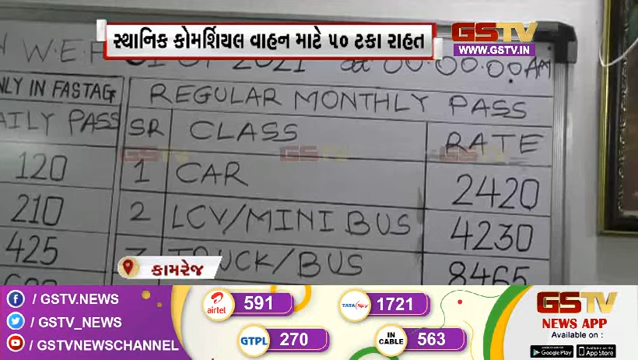 સ્થાનિક કોમર્શિયલ વાહન માટે ૫૦ ટકા રાહત
GSTV
WWW.GSTV.IN
2021 at 00:00:00AM
NLY IN FASTAG
AILY PASS
120
210
425
REGULAR MONTHLY PASS
SR CLASS RATE
1 CAR 2420
2 LCV/MINI BUS 4230
TRUCK/BUS 8465
કામરેજ
/ GSTV.NEWS
/ GSTV_NEWS
/ GSTVNEWSCHANNEL
airtel 591
TATA sky 1721
GTPL 270
IN CABLE 563
GSTV
NEWS APP
Available on :
Google Play
App Store